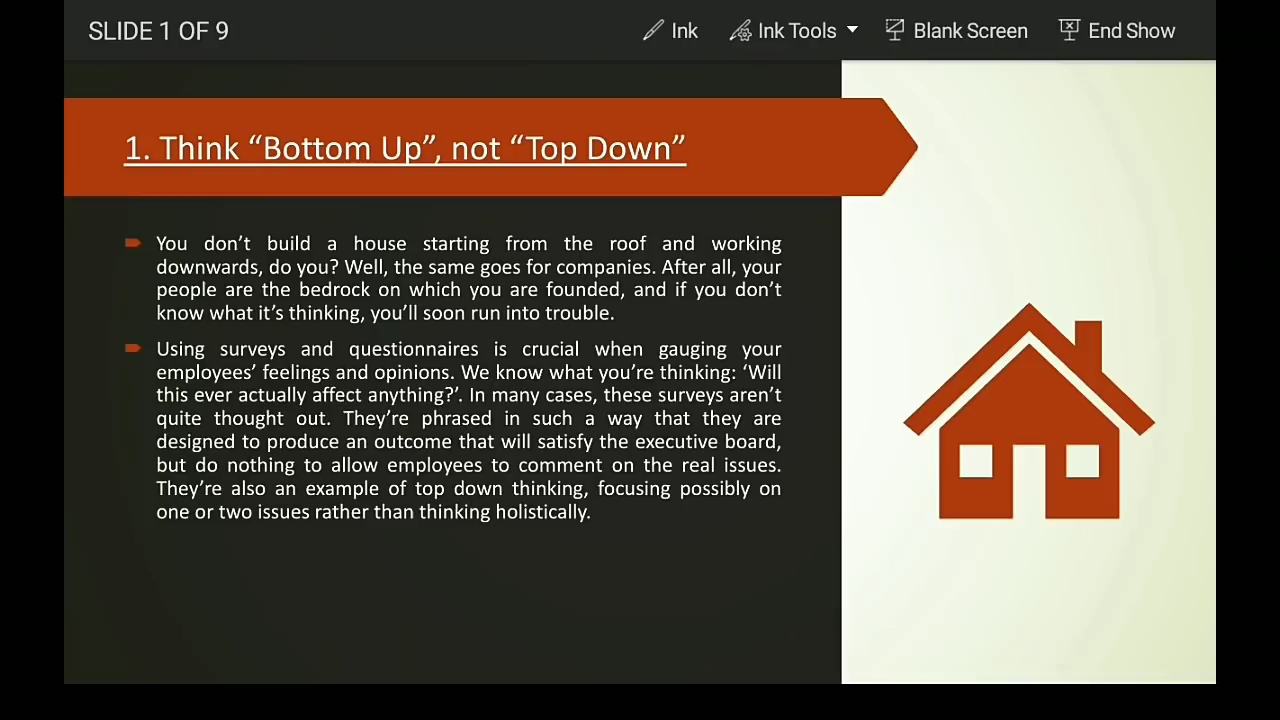 SLIDE 1 OF 9
Ink
Ink Tools
Blank Screen
End Show
1. Think “Bottom Up”, not “Top Down”
You don’t build a house starting from the roof and working
downwards, do you? Well, the same goes for companies. After all, your
people are the bedrock on which you are founded, and if you don’t
know what it’s thinking, you’ll soon run into trouble.
Using surveys and questionnaires is crucial when gauging your
employees’ feelings and opinions. We know what you’re thinking: ‘Will
this ever actually affect anything?’. In many cases, these surveys aren’t
quite thought out. They’re phrased in such a way that they are
designed to produce an outcome that will satisfy the executive board,
but do nothing to allow employees to comment on the real issues.
They’re also an example of top down thinking, focusing possibly on
one or two issues rather than thinking holistically.